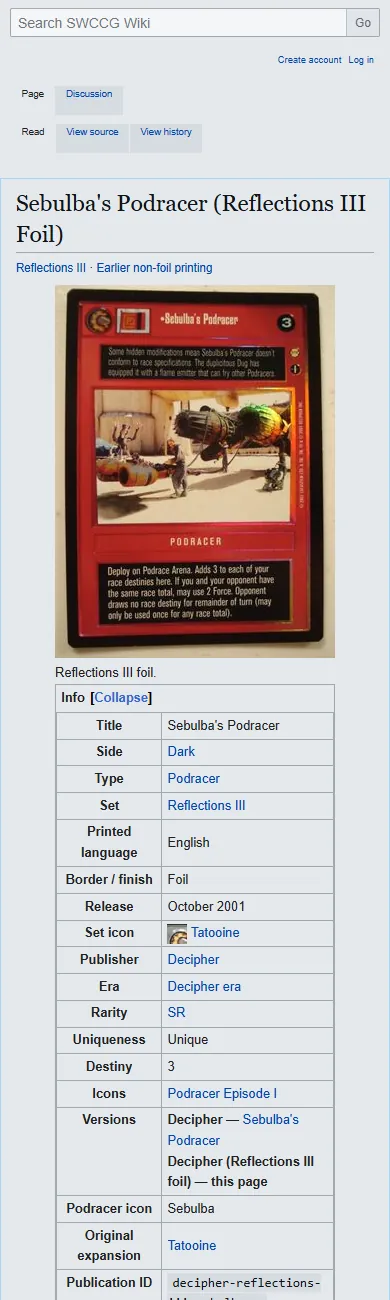 Search SWCCG Wiki
Go
Create account Log in
Page Discussion
Read View source View history
Sebulba's Podracer (Reflections III
Foil)
Reflections III · Earlier non-foil printing
•Sebulba's Podracer
3
Some hidden modifications mean Sebulba's Podracer doesn't
conform to race specifications. The duplicitous Dug has
equipped it with a flame emitter that can fry other Podracers.
PODRACER
Deploy on Podrace Arena. Adds 3 to each of your
race destinies here. If you and your opponent have
the same race total, may use 2 Force. Opponent
draws no race destiny for remainder of turn (may
only be used once for any race total).
Reflections III foil.
Info [Collapse]
Title Sebulba's Podracer
Side Dark
Type Podracer
Set Reflections III
Printed
language English
Border / finish Foil
Release October 2001
Set icon Tatooine
Publisher Decipher
Era Decipher era
Rarity SR
Uniqueness Unique
Destiny 3
Icons Podracer Episode I
Versions Decipher — Sebulba's
Podracer
Decipher (Reflections III
foil) — this page
Podracer icon Sebulba
Original
expansion Tatooine
Publication ID decipher-reflections-